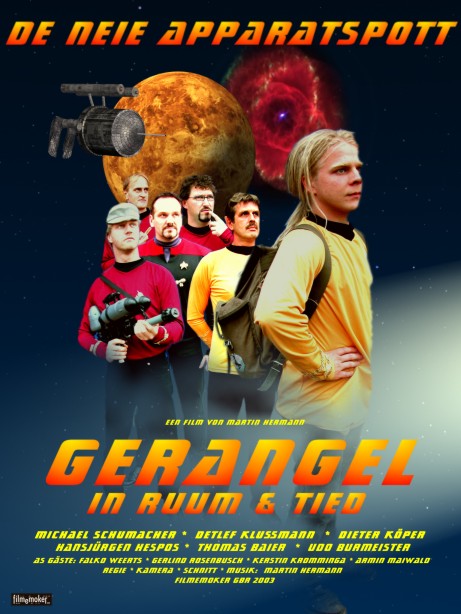 DE NEIE APPARATSPOTT
EEN FILM VON MARTIN HERMANN
GERANGEL
IN RUUM & TIED
MICHAEL SCHUMACHER * DETLEF KLUSSMANN * DIETER KÖPER
HANSJÜRGEN HESPOS * THOMAS BAIER * UDO BURMEISTER
AS GÄSTE: FALKO WEERTS * GERLIND ROSENBUSCH * KERSTIN KROMMINGA * ARMIN MAIWALD
REGIE * KAMERA * SCHNITT * MUSIK: MARTIN HERMANN
FILMEMOKER GBR 2003
filmemoker